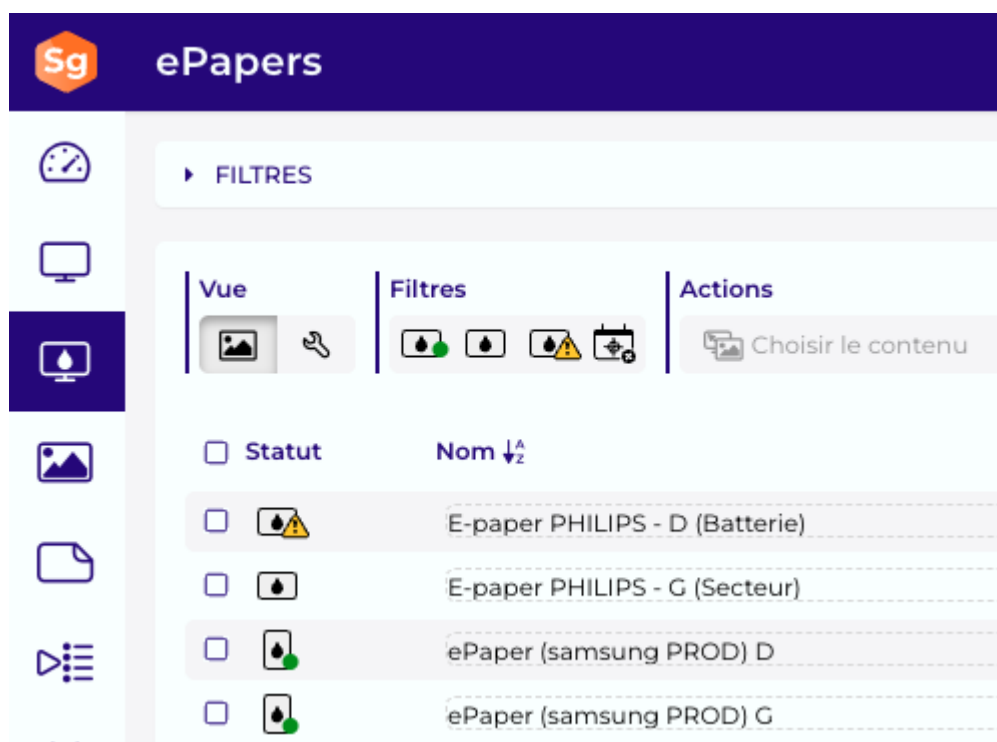 Sg ePapers
FILTRES
Vue Filtres Actions
Choisir le contenu
Statut Nom
E-paper PHILIPS - D (Batterie)
E-paper PHILIPS - G (Secteur)
ePaper (samsung PROD) D
ePaper (samsung PROD) G